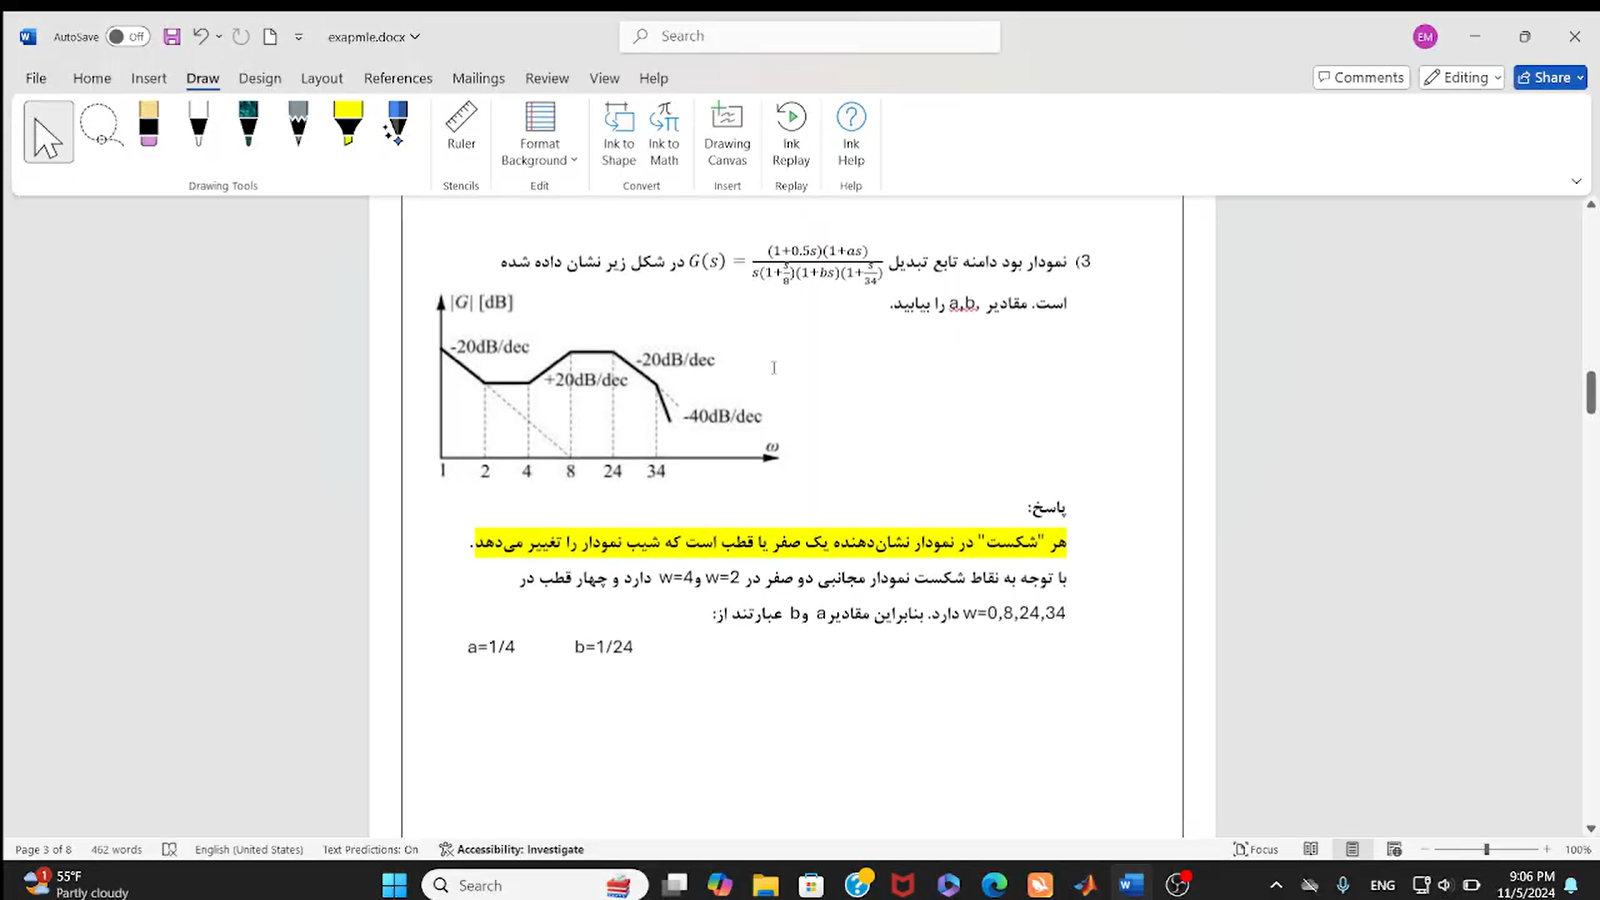 AutoSave Off exapmle.docx Search EM
File Home Insert Draw Design Layout References Mailings Review View Help Comments Editing Share
Ruler Format Background Ink to Shape Ink to Math Drawing Canvas Ink Replay Ink Help
Drawing Tools Stencils Edit Convert Insert Replay Help
3) نمودار بود دامنه تابع تبدیل G(s) = (1+0.5s)(1+as) / s(1+s/8)(1+bs)(1+s/34) در شکل زیر نشان داده شده
است. مقادیر a,b, را بیابید.
|G| [dB]
-20dB/dec
-20dB/dec
+20dB/dec
-40dB/dec
ω
1 2 4 8 24 34
پاسخ:
هر "شکست" در نمودار نشان‌دهنده یک صفر یا قطب است که شیب نمودار را تغییر می‌دهد.
با توجه به نقاط شکست نمودار مجانبی دو صفر در w=2 و w=4 دارد و چهار قطب در
w=0,8,24,34 دارد. بنابراین مقادیر a و b عبارتند از:
a=1/4 b=1/24
Page 3 of 8 462 words English (United States) Text Predictions: On Accessibility: Investigate Focus 100%
1 55°F
Partly cloudy
Search
ENG
9:06 PM
11/5/2024